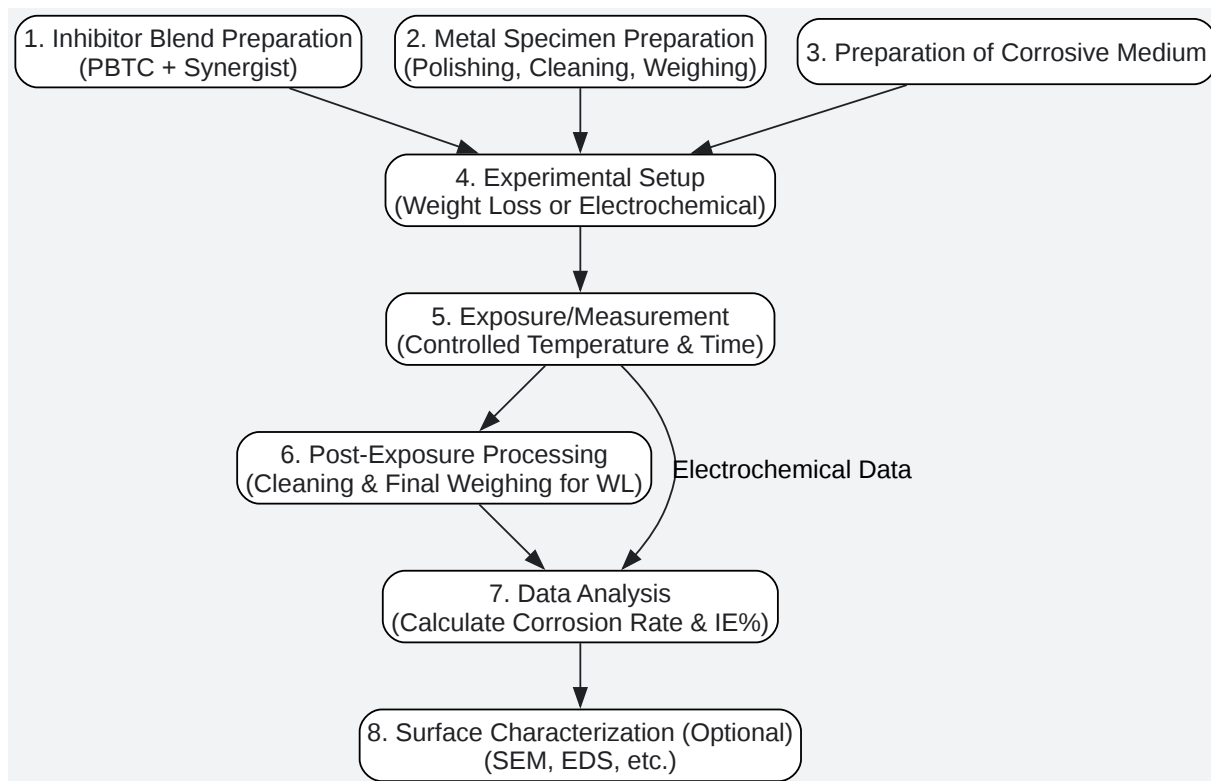 1. Inhibitor Blend Preparation
(PBTC + Synergist)
2. Metal Specimen Preparation
(Polishing, Cleaning, Weighing)
3. Preparation of Corrosive Medium
4. Experimental Setup
(Weight Loss or Electrochemical)
5. Exposure/Measurement
(Controlled Temperature & Time)
6. Post-Exposure Processing
(Cleaning & Final Weighing for WL)
Electrochemical Data
7. Data Analysis
(Calculate Corrosion Rate & IE%)
8. Surface Characterization (Optional)
(SEM, EDS, etc.)